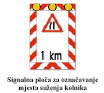 1 km
Signalna ploča za označavanje
mjesta suženja kolnika